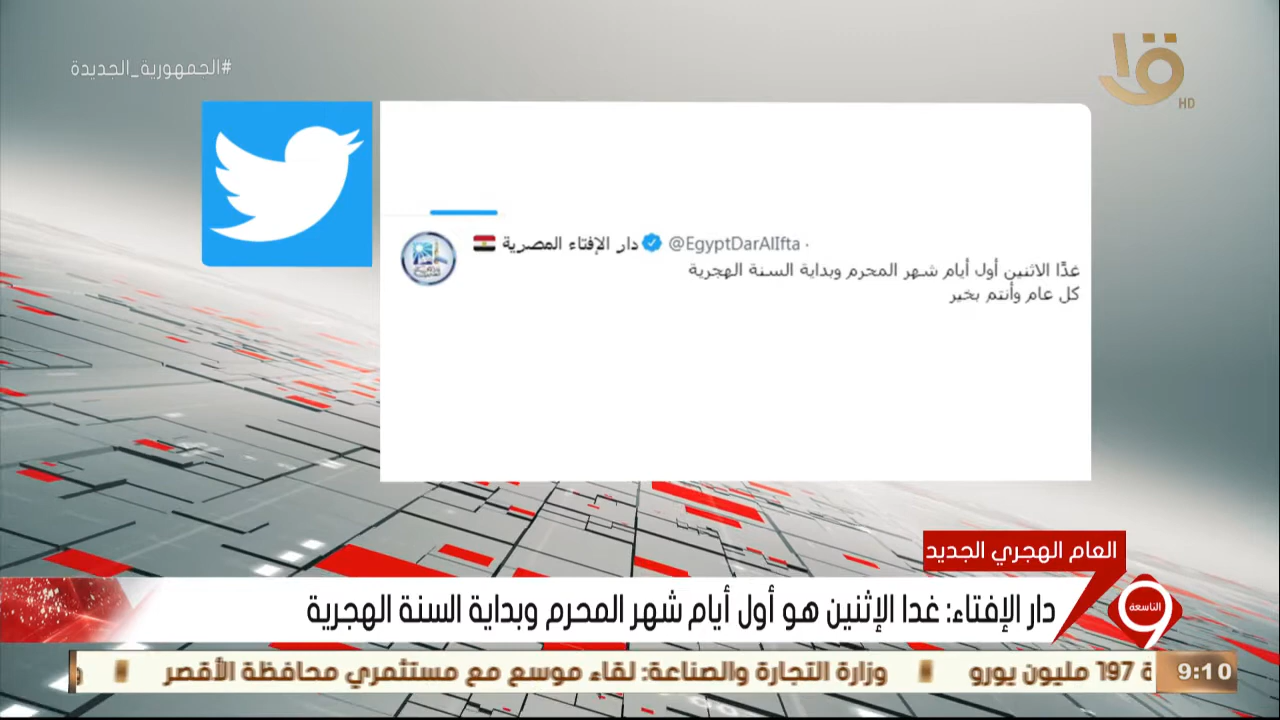 #الجمهورية_الجديدة
HD
دار الإفتاء المصرية @EgyptDarAlIfta ·
غدًا الاثنين أول أيام شهر المحرم وبداية السنة الهجرية
كل عام وأنتم بخير
العام الهجري الجديد
التاسعة
دار الإفتاء: غدا الإثنين هو أول أيام شهر المحرم وبداية السنة الهجرية
9:10
197 مليون يورو
وزارة التجارة والصناعة: لقاء موسع مع مستثمري محافظة الأقصر